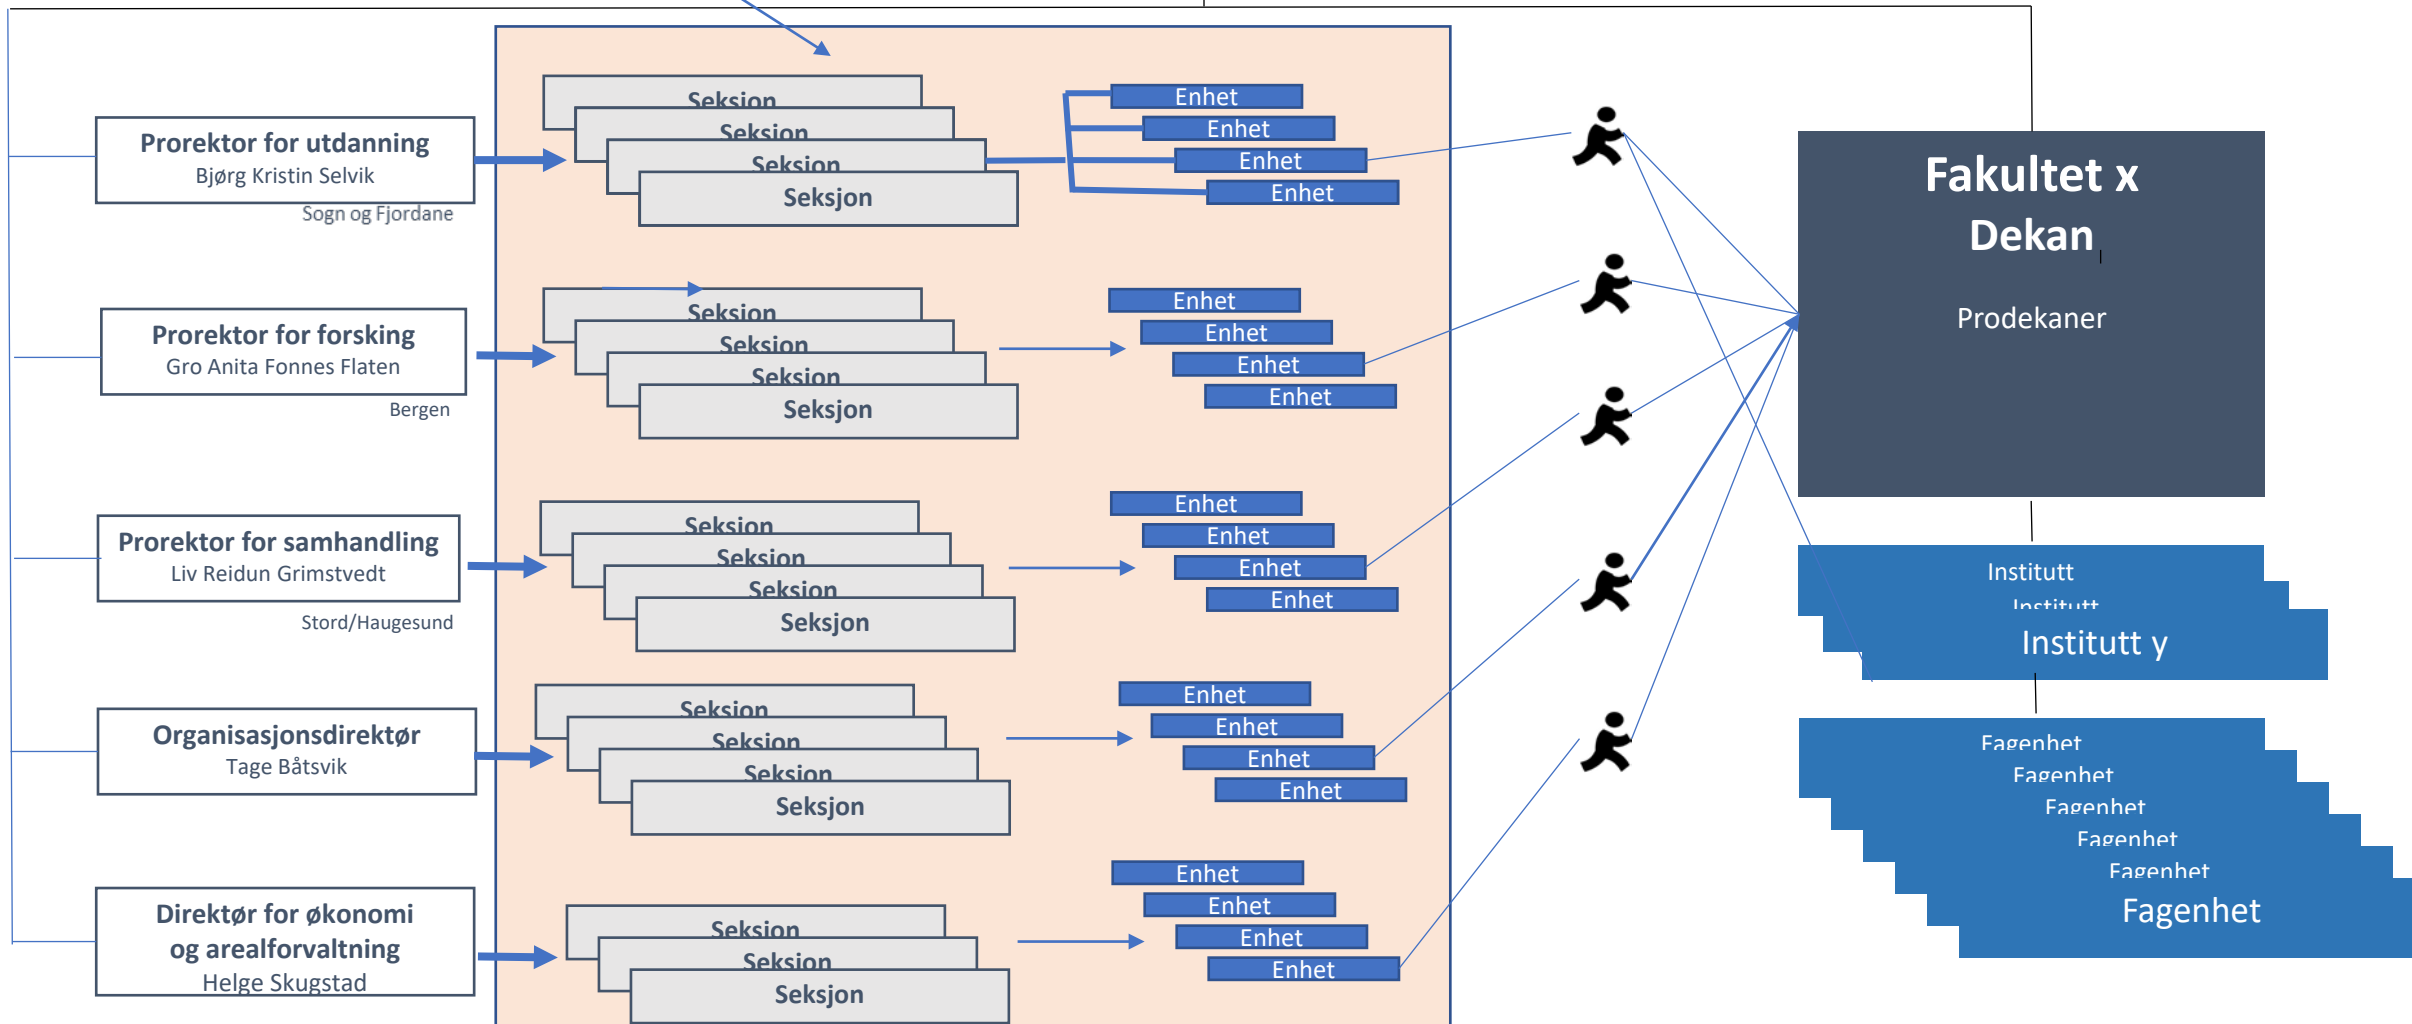 Prorektor for utdanning
Bjørg Kristin Selvik
Sogn og Fjordane
Seksjon
Seksjon
Seksjon
Seksjon
Enhet
Enhet
Enhet
Enhet
Prorektor for forsking
Gro Anita Fonnes Flaten
Bergen
Seksjon
Seksjon
Seksjon
Seksjon
Enhet
Enhet
Enhet
Enhet
Prorektor for samhandling
Liv Reidun Grimstvedt
Stord/Haugesund
Seksjon
Seksjon
Seksjon
Seksjon
Enhet
Enhet
Enhet
Enhet
Organisasjonsdirektør
Tage Båtsvik
Seksjon
Seksjon
Seksjon
Seksjon
Enhet
Enhet
Enhet
Enhet
Direktør for økonomi
og arealforvaltning
Helge Skugstad
Seksjon
Seksjon
Seksjon
Enhet
Enhet
Enhet
Enhet
Fakultet x
Dekan
Prodekaner
Institutt
Institutt
Institutt y
Fagenhet
Fagenhet
Fagenhet
Fagenhet
Fagenhet
Fagenhet